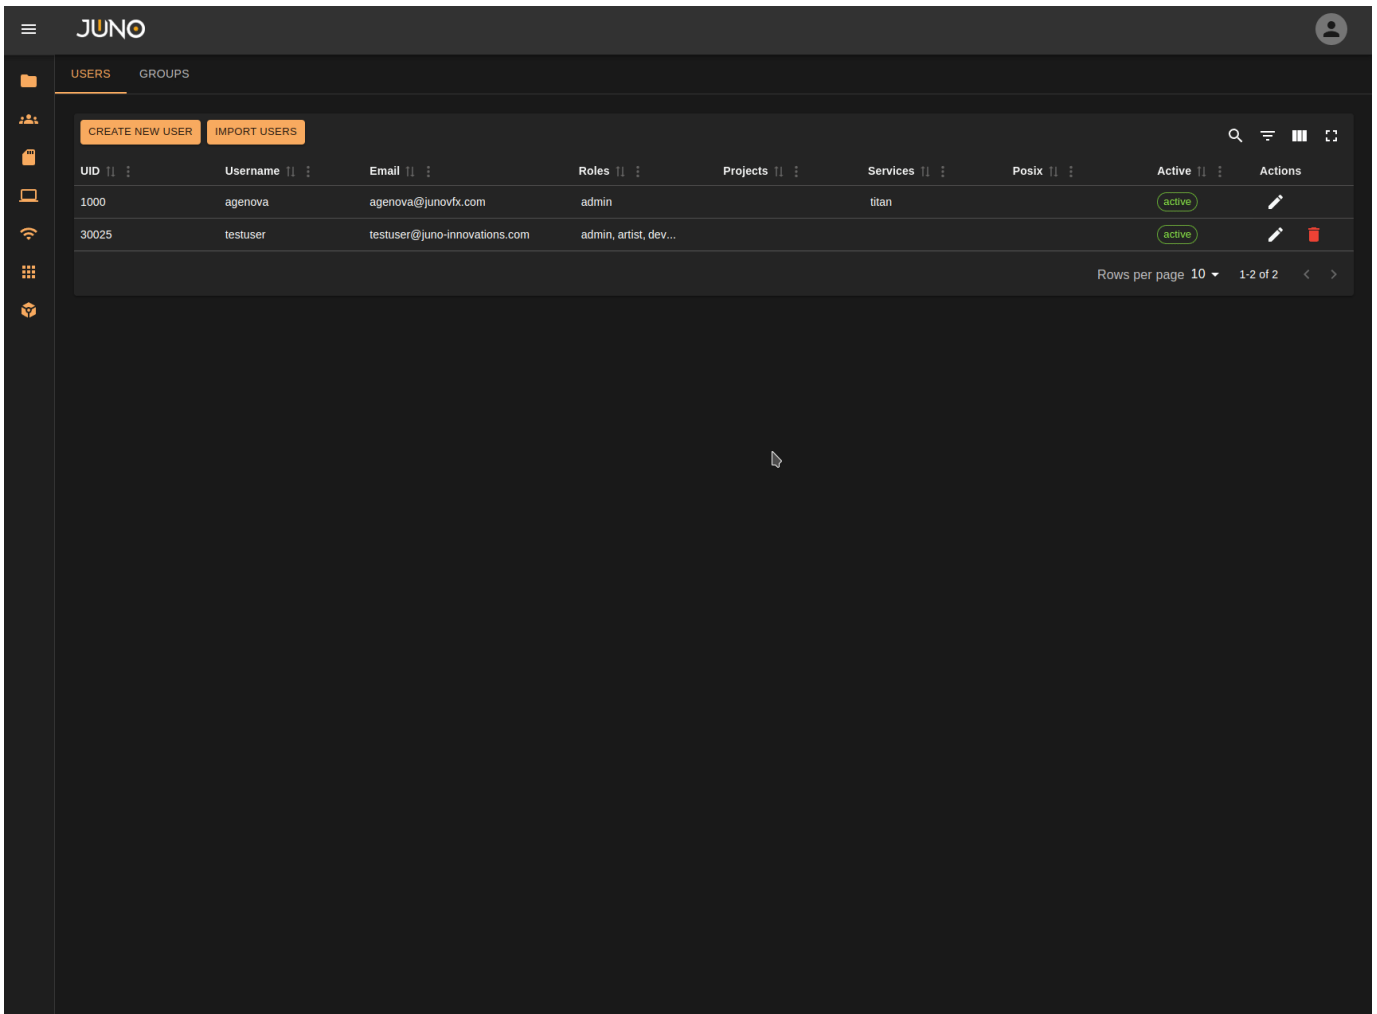 JUNO
USERS GROUPS
CREATE NEW USER IMPORT USERS
UID Username Email Roles Projects Services Posix Active Actions
1000 agenova agenova@junovfx.com admin titan active
30025 testuser testuser@juno-innovations.com admin, artist, dev... active
Rows per page 10 1-2 of 2